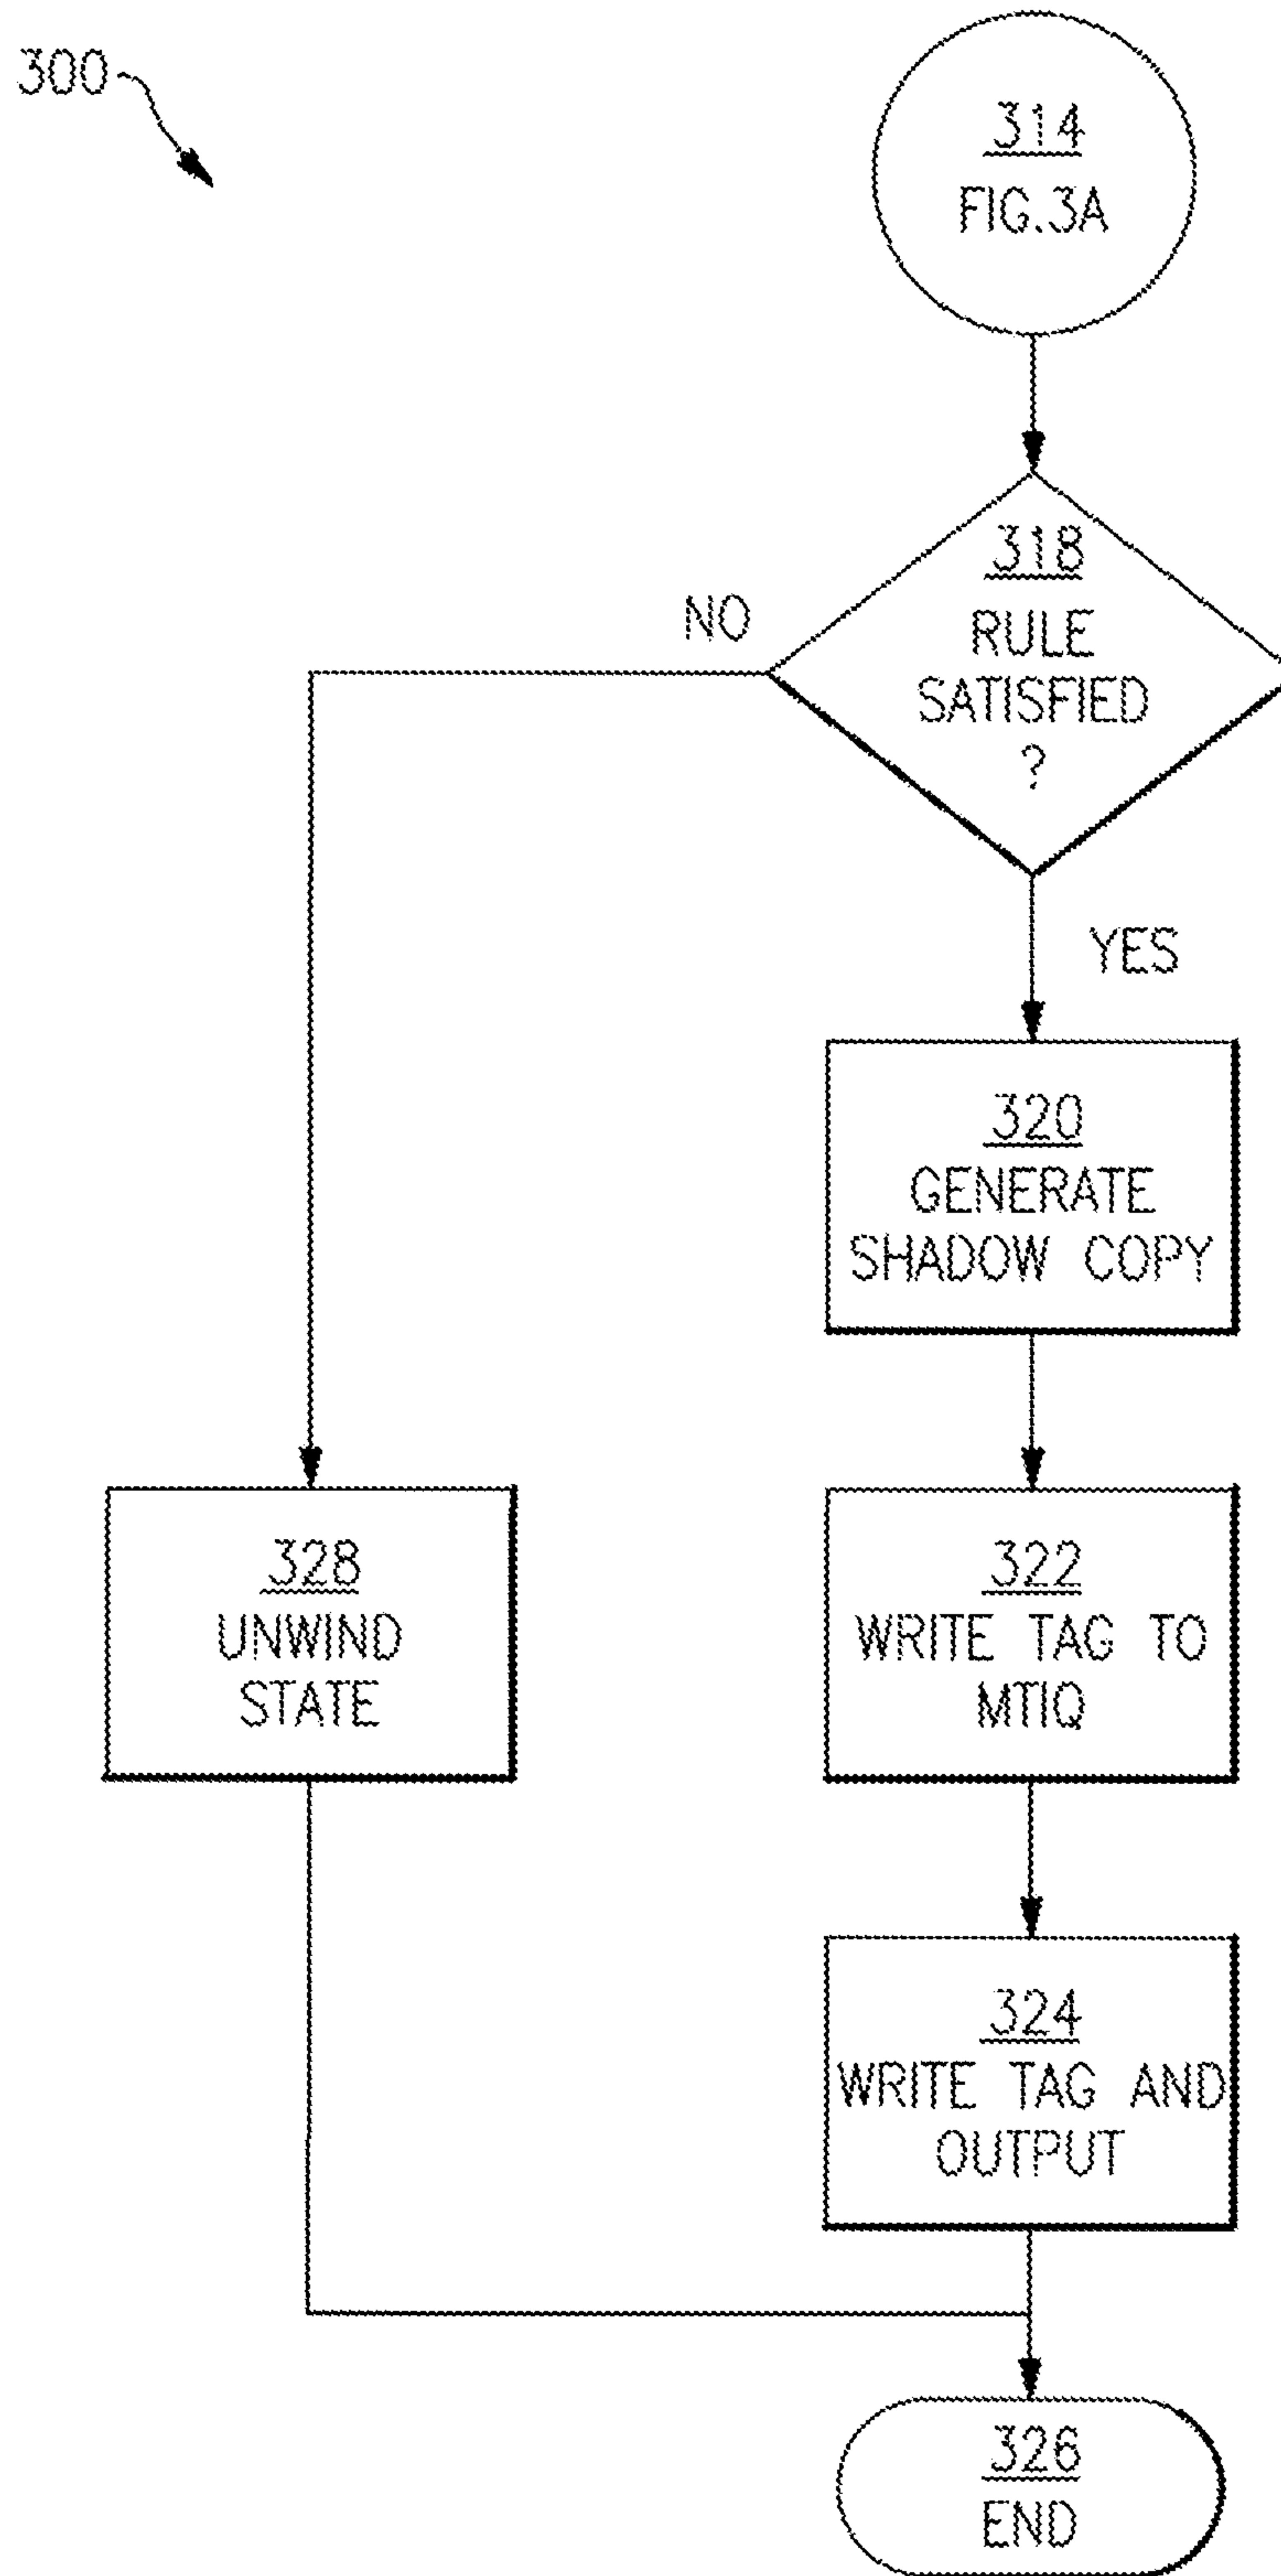 300
314
FIG.3A
318
RULE
SATISFIED
?
NO
YES
320
GENERATE
SHADOW COPY
328
UNWIND
STATE
322
WRITE TAG TO
MTIQ
324
WRITE TAG AND
OUTPUT
326
END